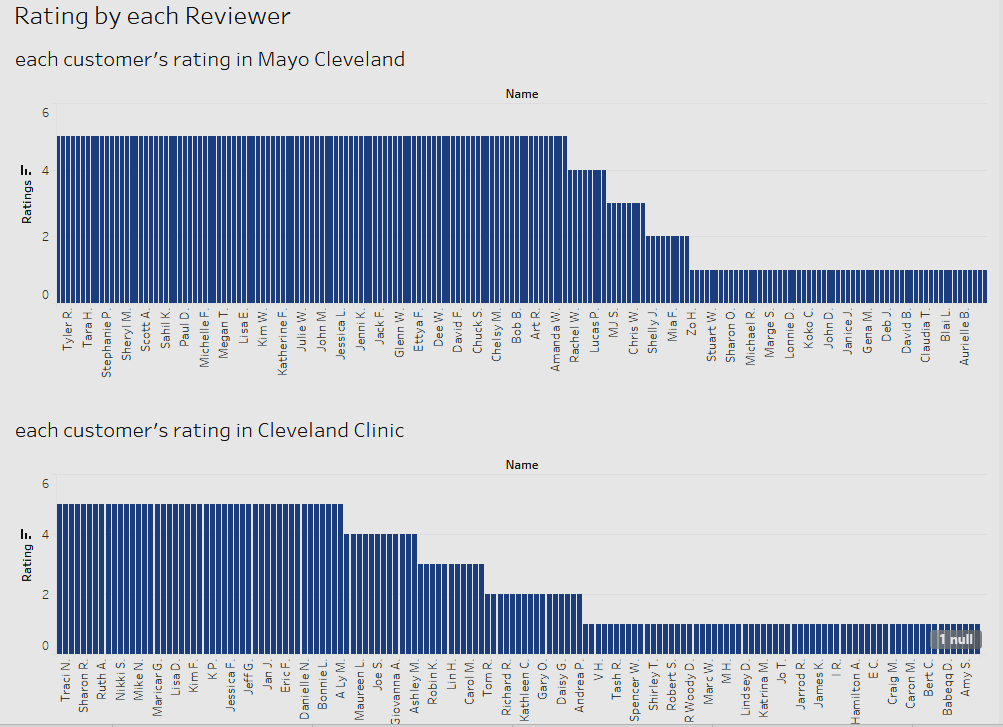 Rating by each Reviewer
each customer's rating in Mayo Cleveland
Name
6
4
2
0
Ratings
Tyler R.
Tara H.
Stephanie P.
Sheryl M.
Scott A.
Sahil K.
Paul D.
Michelle F.
Megan T.
Lisa E.
Kim W.
Katherine F.
Julie W.
John M.
Jessica L.
Jenni K.
Jack F.
Glenn W.
Ettya F.
Dee W.
David F.
Chuck S.
Chelsy M.
Bob B.
Art R.
Amanda W.
Rachel W.
Lucas P.
MJ S.
Chris W.
Shelly J.
Mia F.
Zo H.
Stuart W.
Sharon O.
Michael R.
Marge S.
Lonnie D.
Koko C.
John D.
Janice J.
Gena M.
Deb J.
David B.
Claudia T.
Blai L.
Aurielle B.
each customer's rating in Cleveland Clinic
Name
6
4
2
0
Rating
1 null
Traci N.
Sharon R.
Ruth A.
Nikki S.
Mike N.
Maricar G.
Lisa D.
Kim F.
K P.
Jessica F.
Jeff G.
Jan J.
Eric F.
Danielle N.
Bonnie L.
A Ly M.
Maureen L.
Joe S.
Giovanna A.
Ashley M.
Robin K.
Lin H.
Carol M.
Tom R.
Richard R.
Kathleen C.
Gary O.
Daisy G.
Andrea P.
V H.
Tash R.
Spencer W.
Shirley T.
Robert S.
R Woody D.
Marc W.
M H.
Lindsey D.
Katrina M.
Jo T.
Jarrod R.
James K.
I R.
Hamilton A.
E C.
Craig M.
Caron M.
Bert C.
Babeqq D.
Amy S.